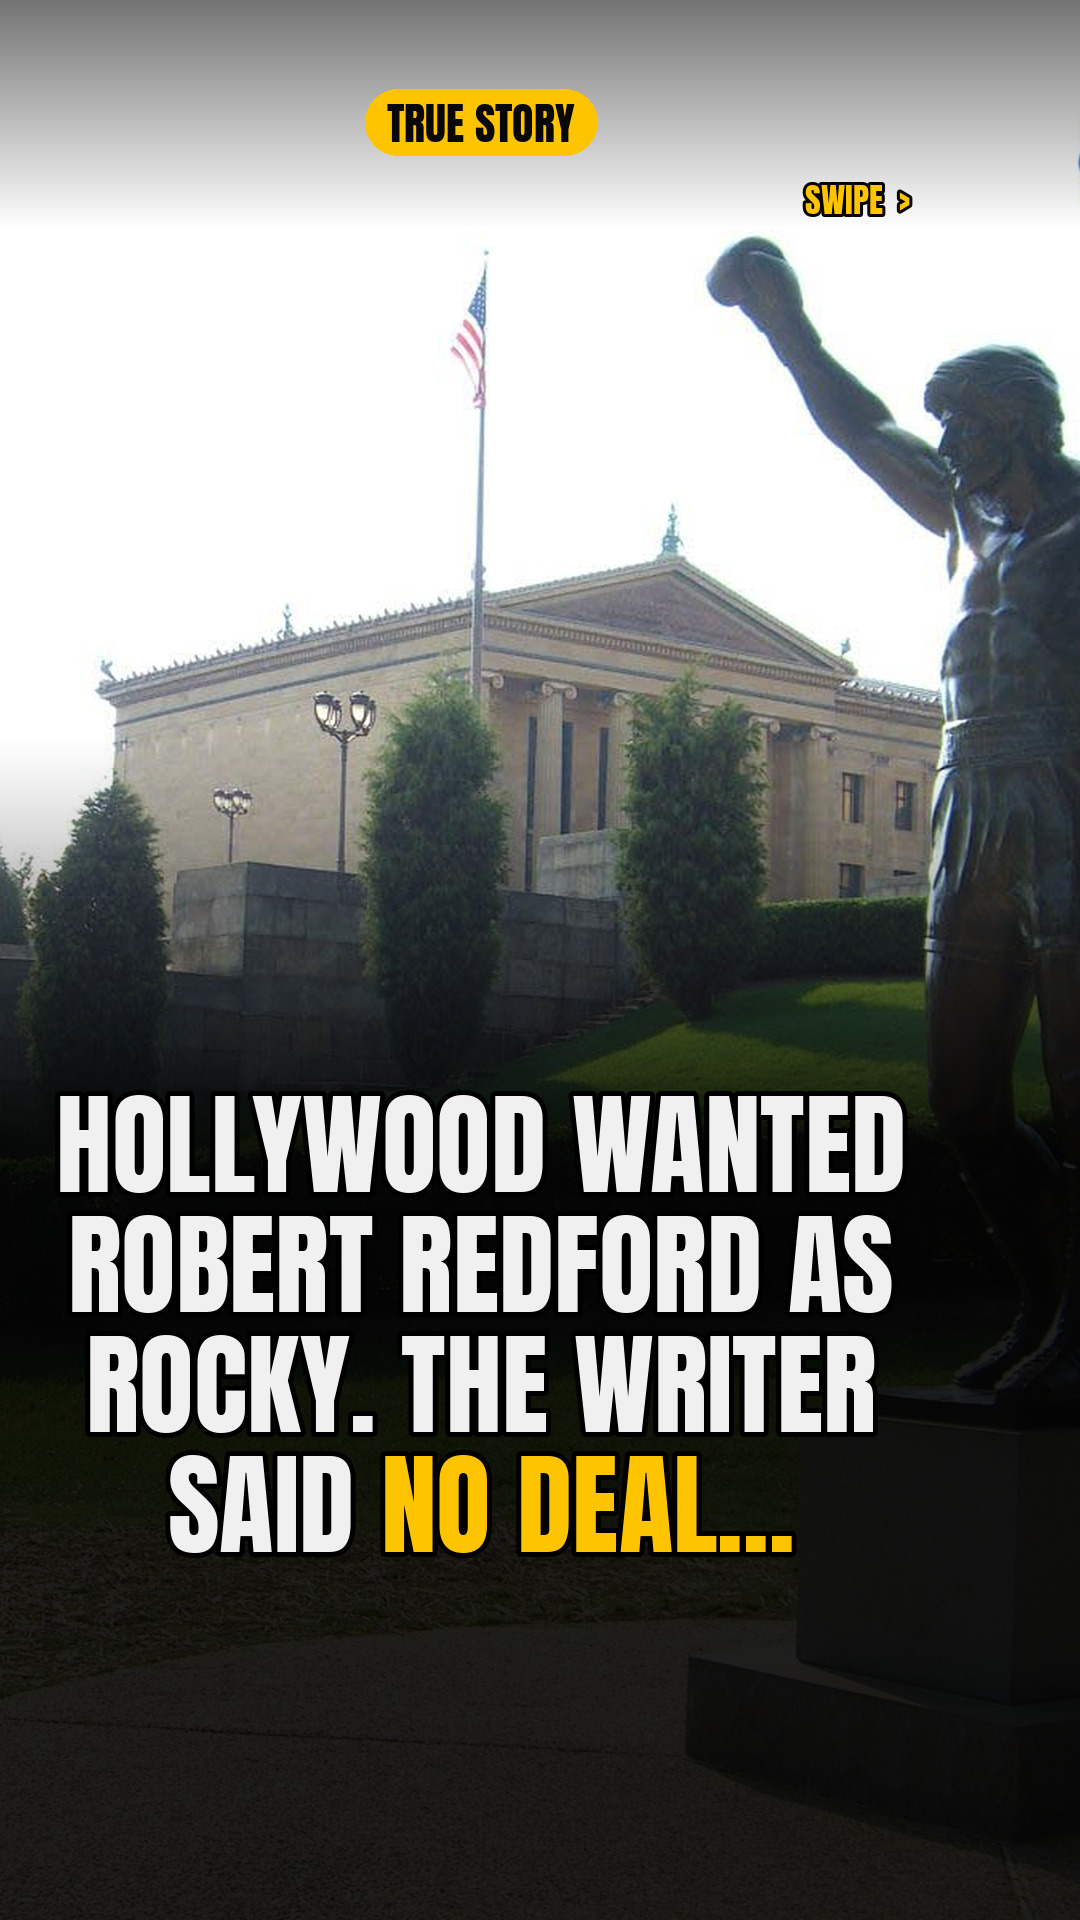 TRUE STORY
SWIPE >
HOLLYWOOD WANTED
ROBERT REDFORD AS
ROCKY. THE WRITER
SAID NO DEAL...